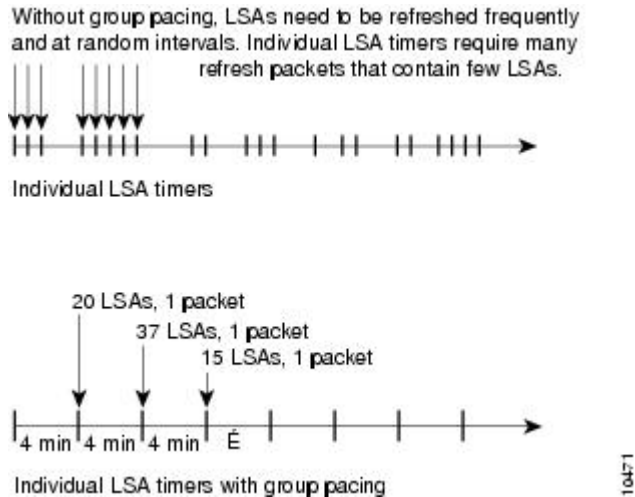 Without group pacing, LSAs need to be refreshed frequently
and at random intervals. Individual LSA timers require many
refresh packets that contain few LSAs.
Individual LSA timers
20 LSAs, 1 packet
37 LSAs, 1 packet
15 LSAs, 1 packet
4 min 4 min 4 min É
Individual LSA timers with group pacing
10471